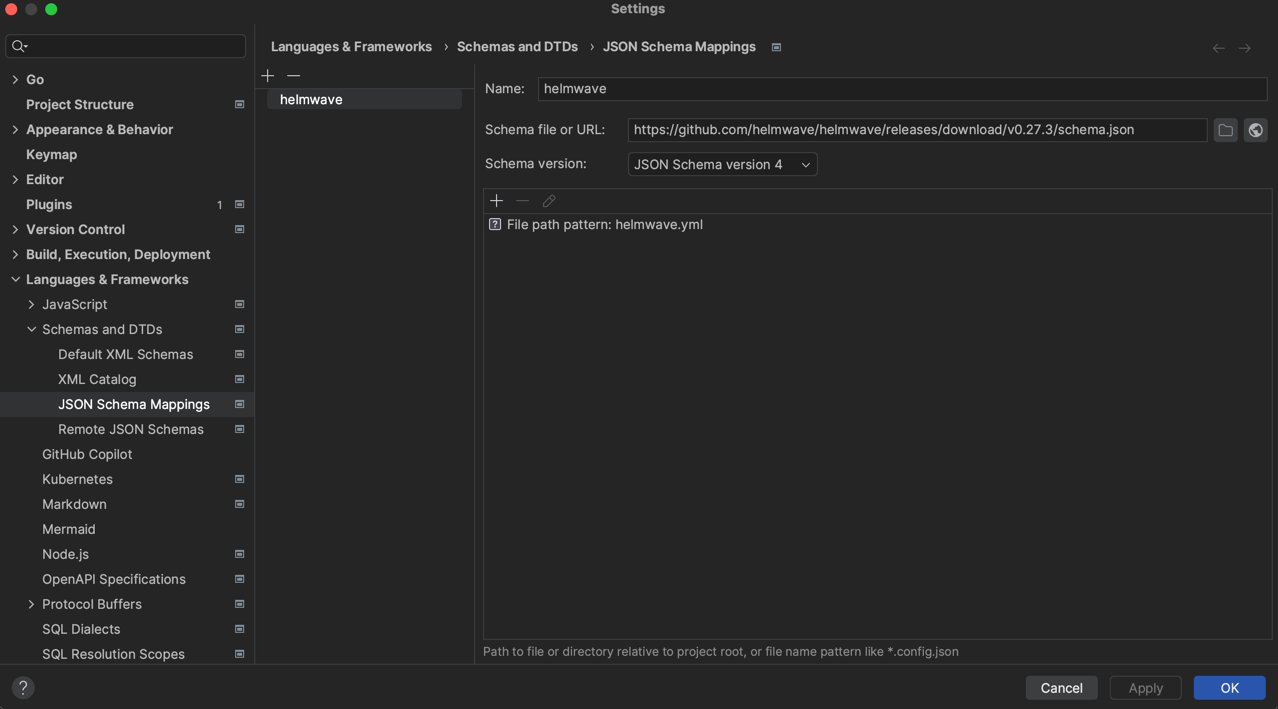 Settings
Go
Project Structure
Appearance & Behavior
Keymap
Editor
Plugins 1
Version Control
Build, Execution, Deployment
Languages & Frameworks
JavaScript
Schemas and DTDs
Default XML Schemas
XML Catalog
JSON Schema Mappings
Remote JSON Schemas
GitHub Copilot
Kubernetes
Markdown
Mermaid
Node.js
OpenAPI Specifications
Protocol Buffers
SQL Dialects
SQL Resolution Scopes
Languages & Frameworks › Schemas and DTDs › JSON Schema Mappings
helmwave
Name: helmwave
Schema file or URL: https://github.com/helmwave/helmwave/releases/download/v0.27.3/schema.json
Schema version: JSON Schema version 4
? File path pattern: helmwave.yml
Path to file or directory relative to project root, or file name pattern like *.config.json
?
Cancel Apply OK